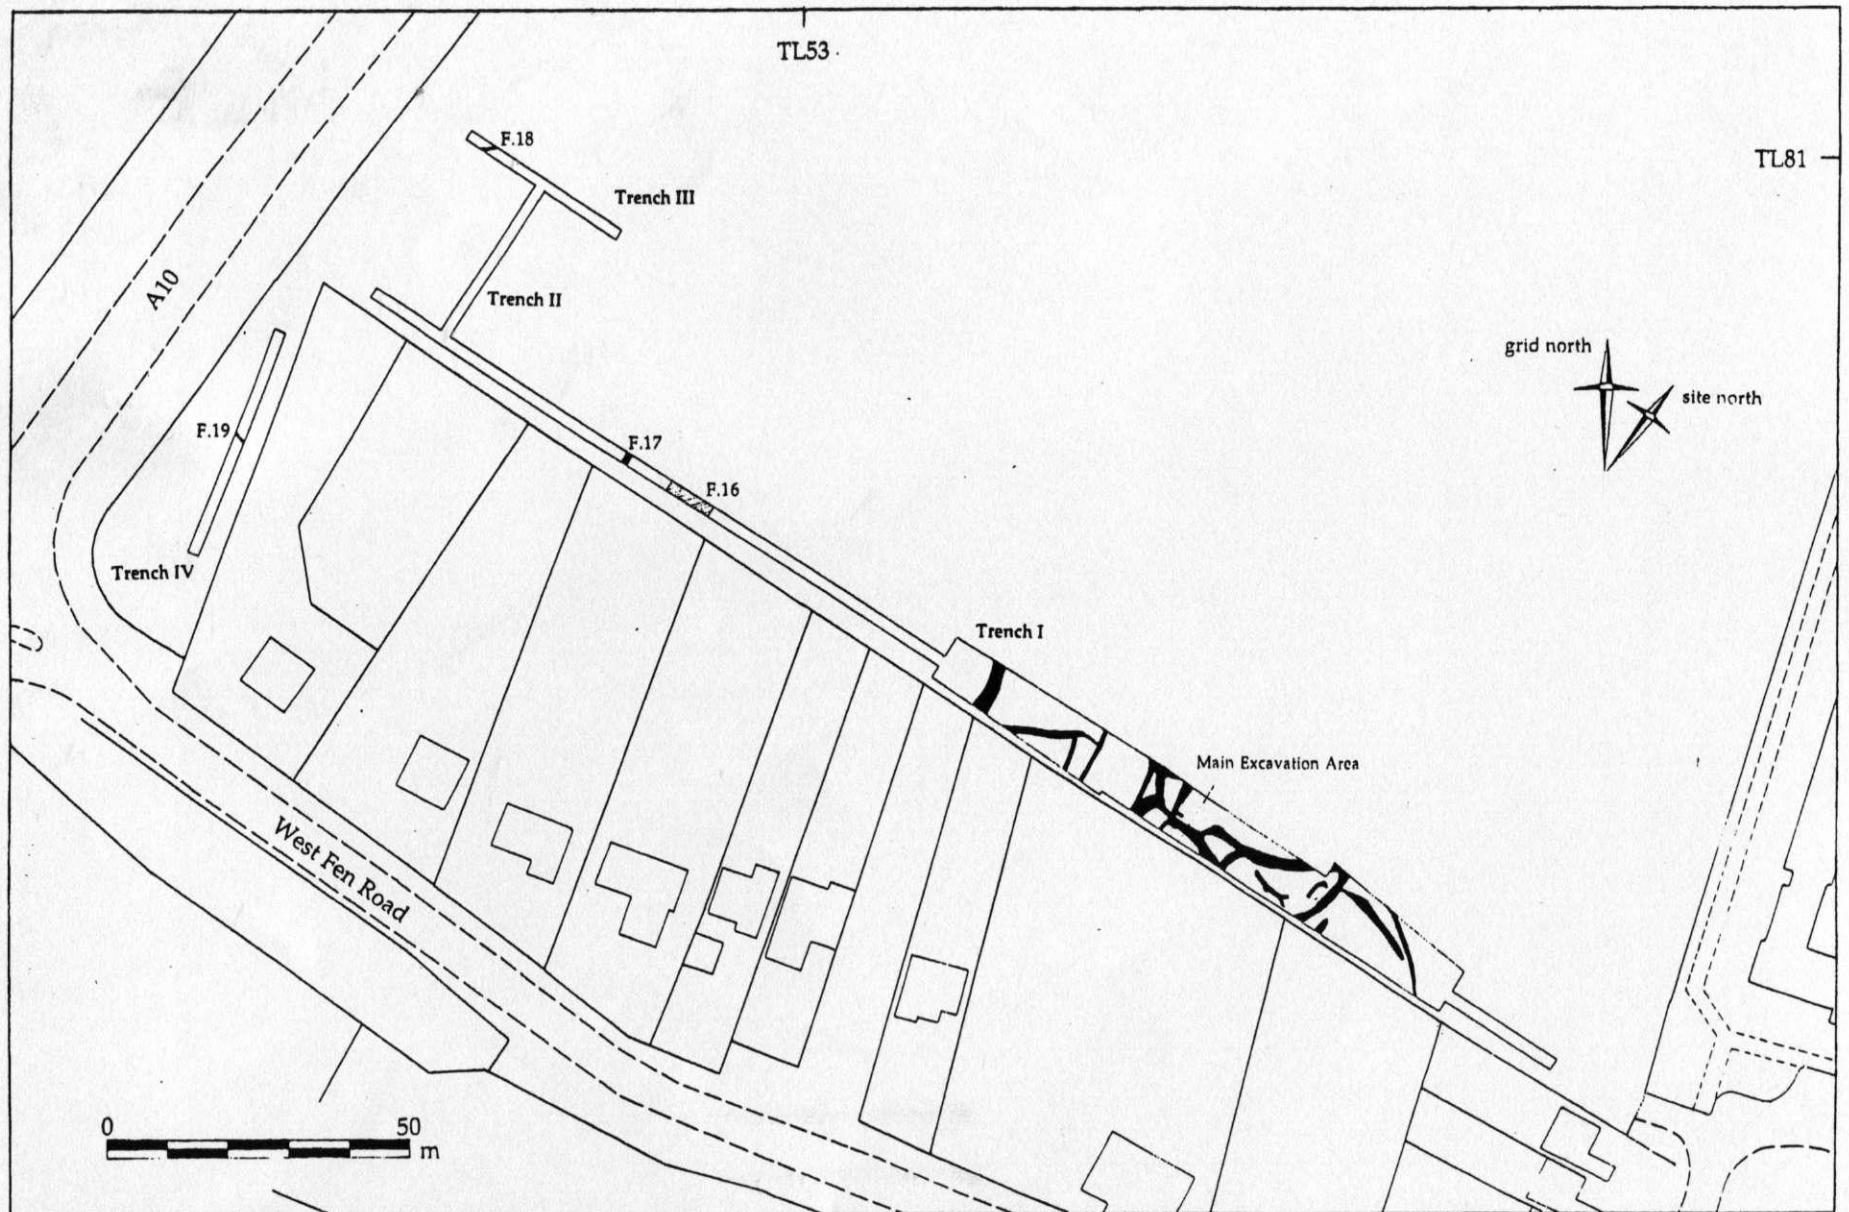 TL53
TL81
F.18
Trench III
A10
Trench II
grid north
site north
F.19
F.17
F.16
Trench IV
Trench I
Main Excavation Area
West Fen Road
0 50
m